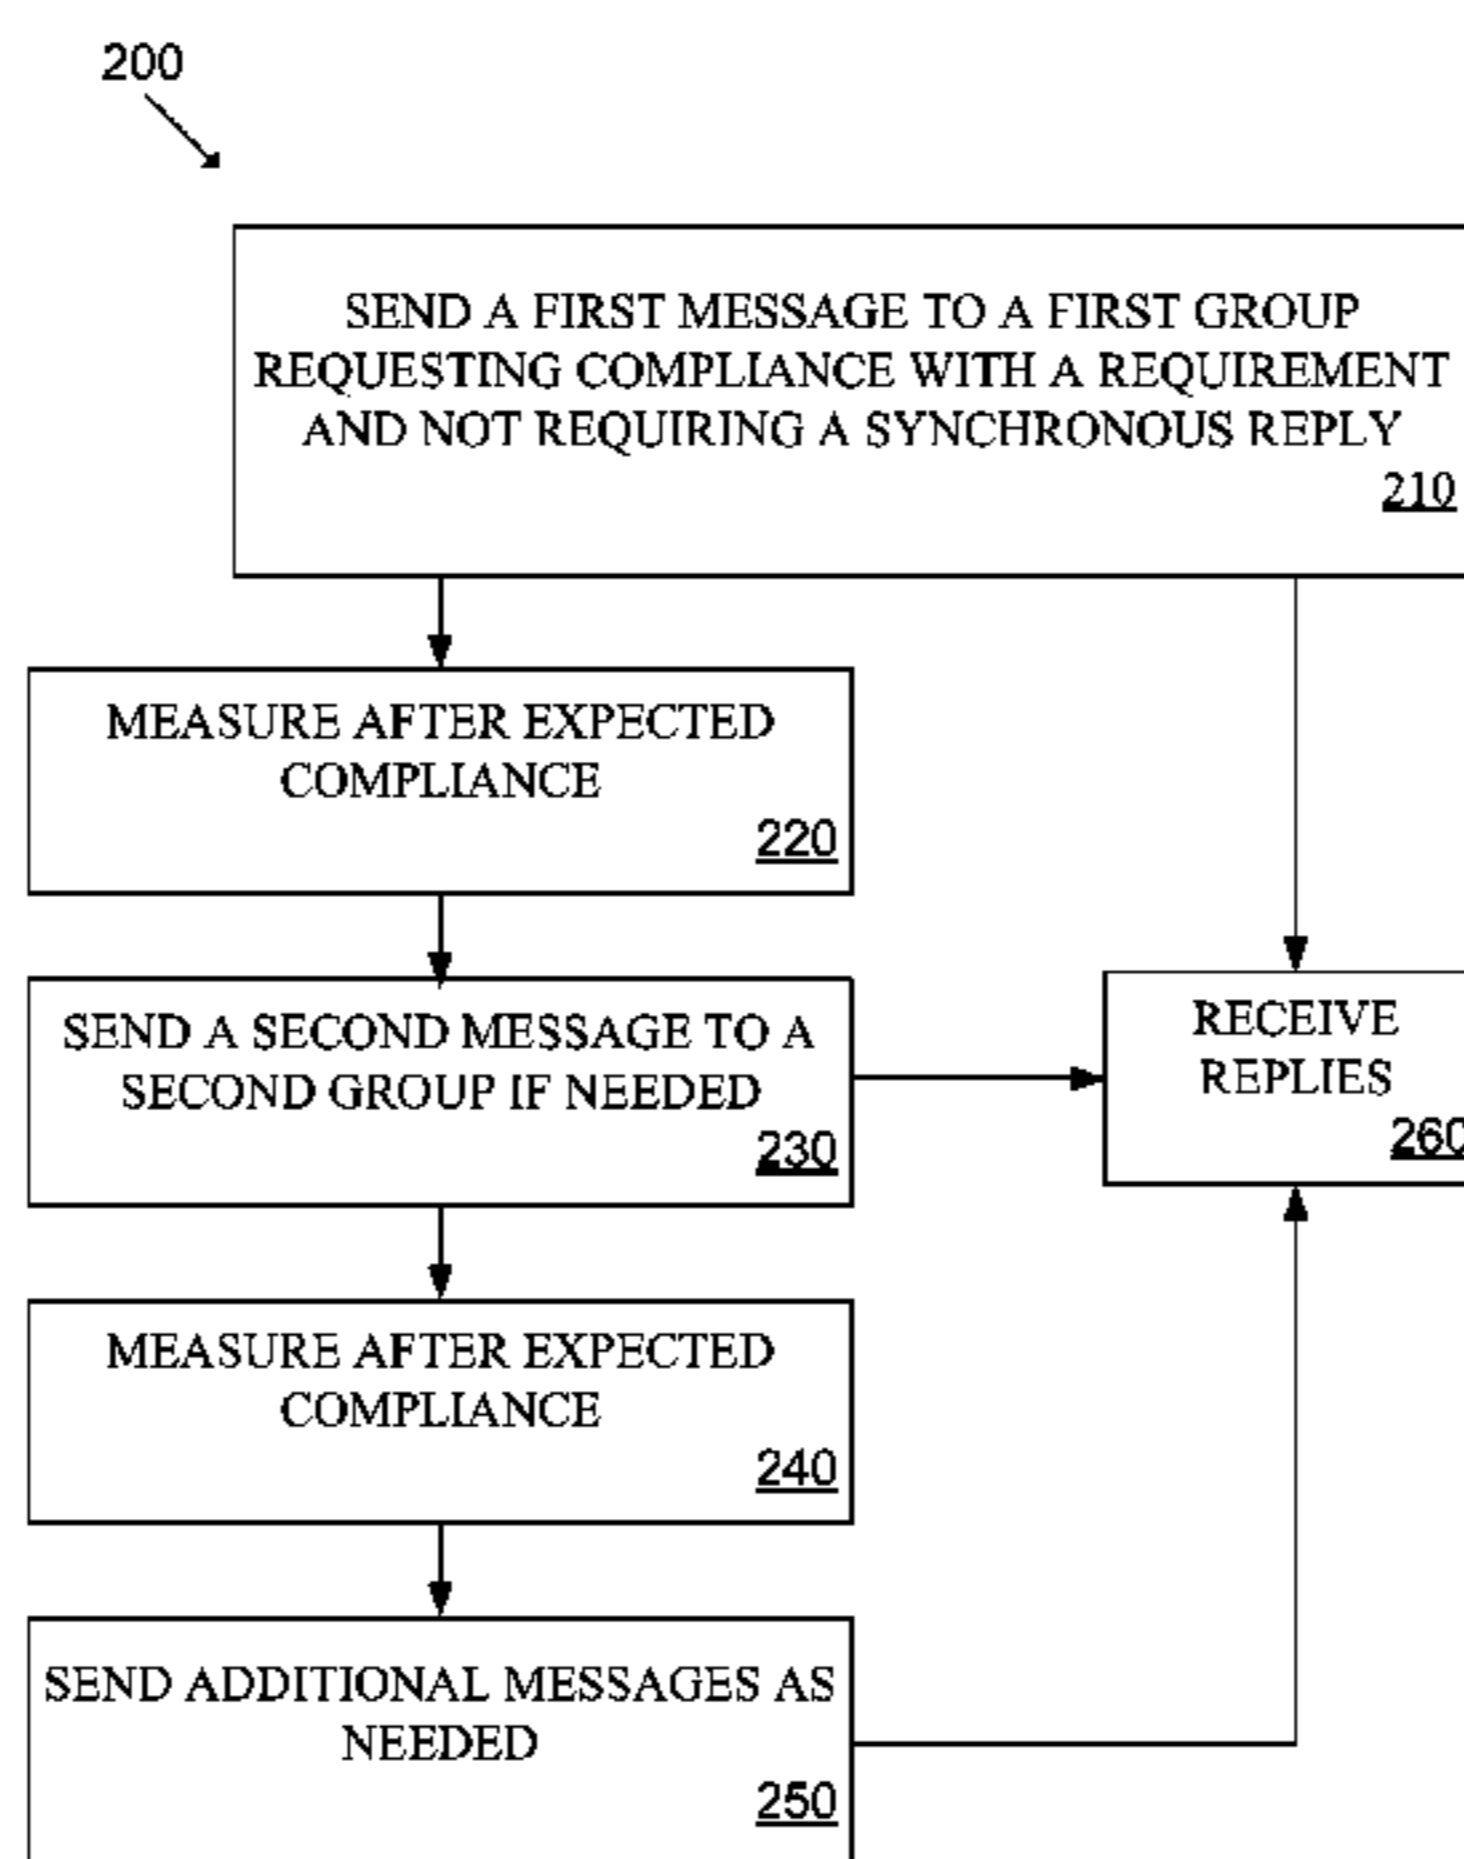 200
SEND A FIRST MESSAGE TO A FIRST GROUP
REQUESTING COMPLIANCE WITH A REQUIREMENT
AND NOT REQUIRING A SYNCHRONOUS REPLY
210
MEASURE AFTER EXPECTED
COMPLIANCE
220
SEND A SECOND MESSAGE TO A
SECOND GROUP IF NEEDED
230
RECEIVE
REPLIES
260
MEASURE AFTER EXPECTED
COMPLIANCE
240
SEND ADDITIONAL MESSAGES AS
NEEDED
250